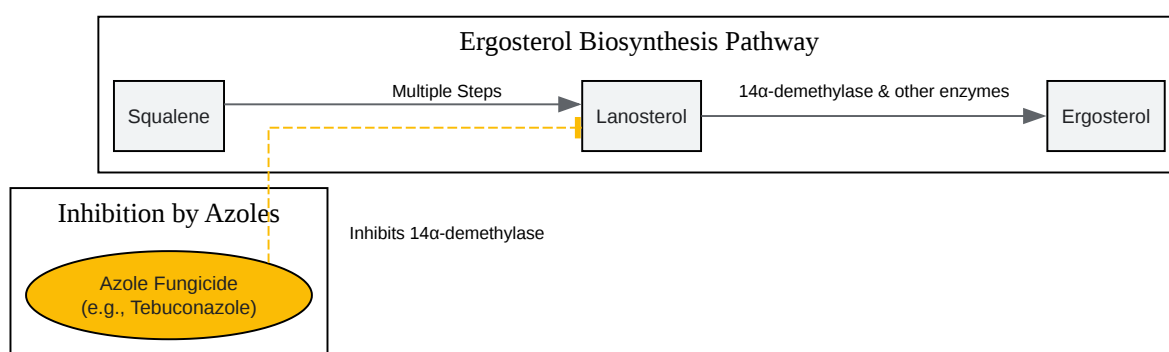 Ergosterol Biosynthesis Pathway
Squalene
Multiple Steps
Lanosterol
14α-demethylase & other enzymes
Ergosterol
Inhibition by Azoles
Inhibits 14α-demethylase
Azole Fungicide
(e.g., Tebuconazole)